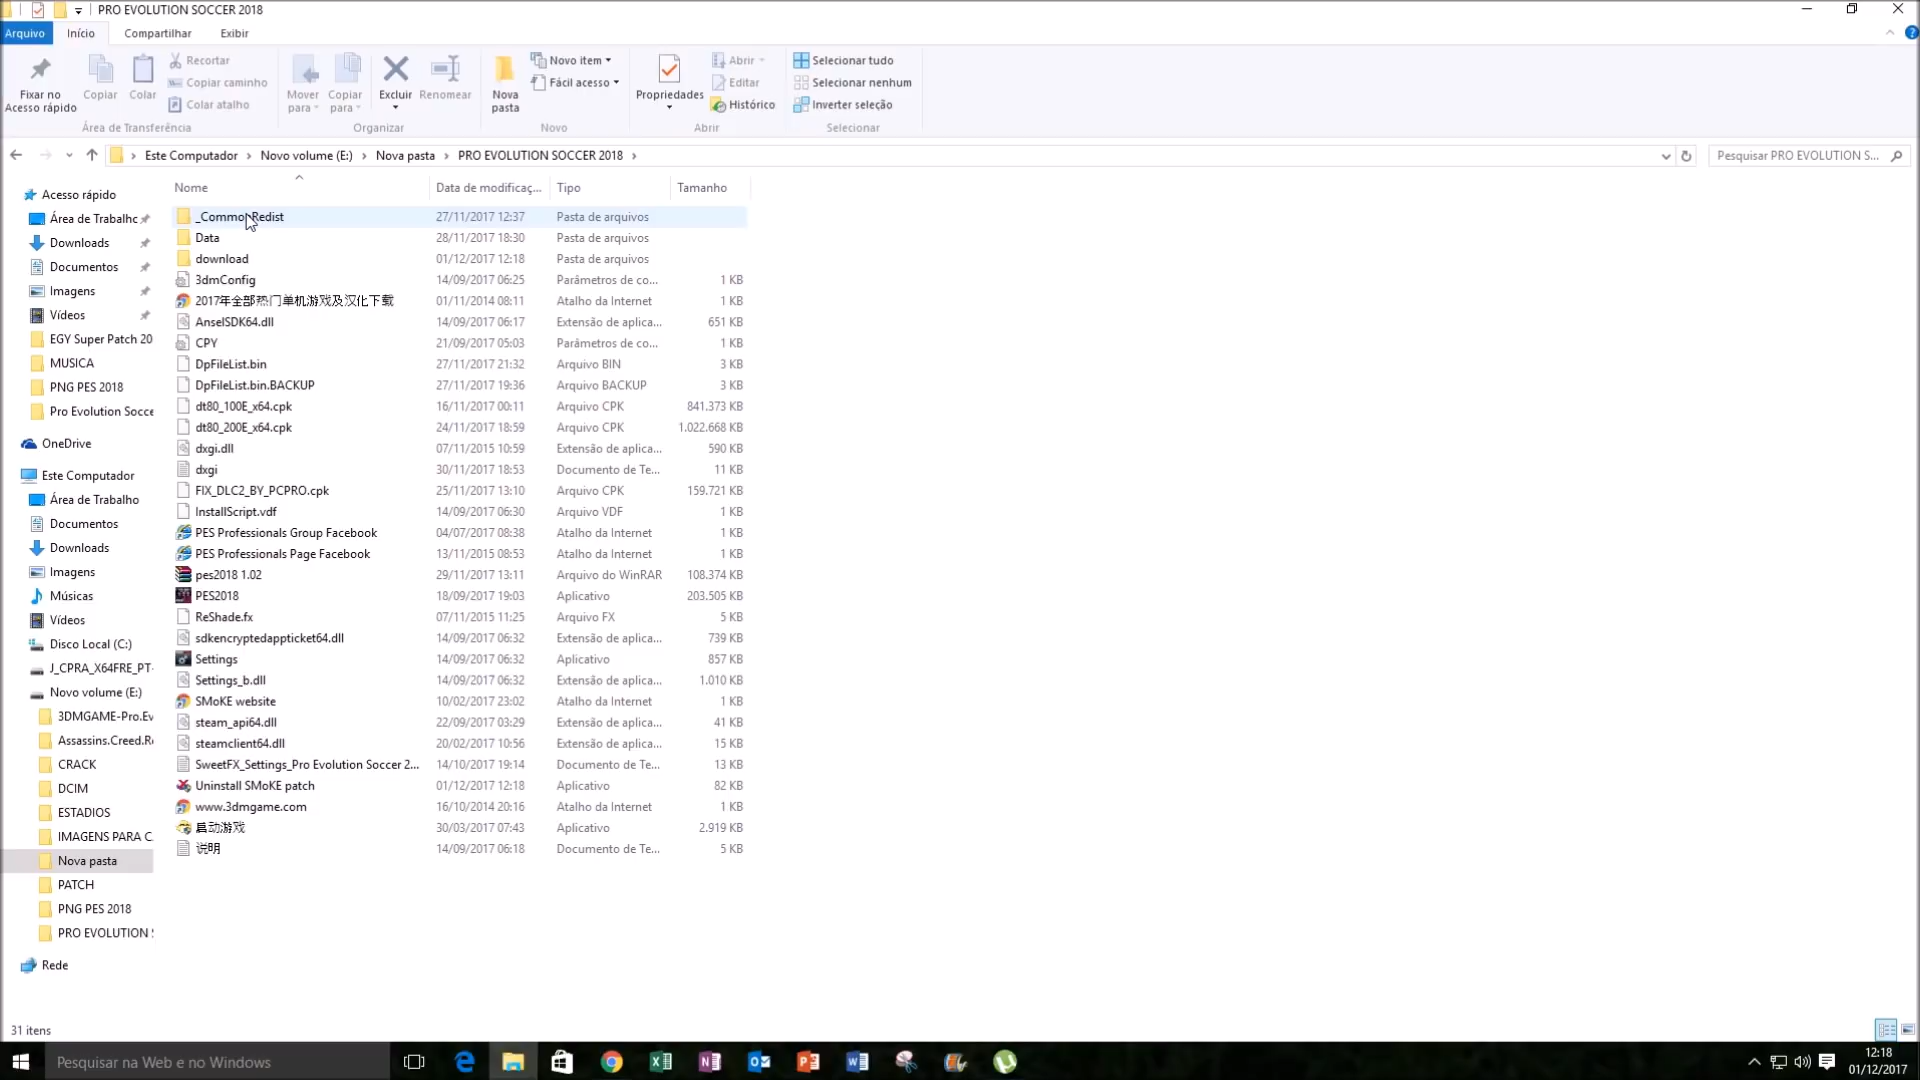 PRO EVOLUTION SOCCER 2018
Arquivo Início Compartilhar Exibir
Fixar no Acesso rápido
Copiar
Colar
Recortar
Copiar caminho
Colar atalho
Área de Transferência
Mover para
Copiar para
Excluir
Renomear
Organizar
Nova pasta
Novo item
Fácil acesso
Novo
Propriedades
Abrir
Editar
Histórico
Abrir
Selecionar tudo
Selecionar nenhum
Inverter seleção
Selecionar
Este Computador › Novo volume (E:) › Nova pasta › PRO EVOLUTION SOCCER 2018 ›
Pesquisar PRO EVOLUTION S...
Acesso rápido
Área de Trabalhc
Downloads
Documentos
Imagens
Vídeos
EGY Super Patch 20
MUSICA
PNG PES 2018
Pro Evolution Socce
OneDrive
Este Computador
Área de Trabalho
Documentos
Downloads
Imagens
Músicas
Vídeos
Disco Local (C:)
J_CPRA_X64FRE_PT-
Novo volume (E:)
3DMGAME-Pro.Ev
Assassins.Creed.R
CRACK
DCIM
ESTADIOS
IMAGENS PARA C
Nova pasta
PATCH
PNG PES 2018
PRO EVOLUTION S
Rede
Nome Data de modificaç... Tipo Tamanho
_CommonRedist 27/11/2017 12:37 Pasta de arquivos
Data 28/11/2017 18:30 Pasta de arquivos
download 01/12/2017 12:18 Pasta de arquivos
3dmConfig 14/09/2017 06:25 Parâmetros de co... 1 KB
2017年全部热门单机游戏及汉化下载 01/11/2014 08:11 Atalho da Internet 1 KB
AnselSDK64.dll 14/09/2017 06:17 Extensão de aplica... 651 KB
CPY 21/09/2017 05:03 Parâmetros de co... 1 KB
DpFileList.bin 27/11/2017 21:32 Arquivo BIN 3 KB
DpFileList.bin.BACKUP 27/11/2017 19:36 Arquivo BACKUP 3 KB
dt80_100E_x64.cpk 16/11/2017 00:11 Arquivo CPK 841.373 KB
dt80_200E_x64.cpk 24/11/2017 18:59 Arquivo CPK 1.022.668 KB
dxgi.dll 07/11/2015 10:59 Extensão de aplica... 590 KB
dxgi 30/11/2017 18:53 Documento de Te... 11 KB
FIX_DLC2_BY_PCPRO.cpk 25/11/2017 13:10 Arquivo CPK 159.721 KB
InstallScript.vdf 14/09/2017 06:30 Arquivo VDF 1 KB
PES Professionals Group Facebook 04/07/2017 08:38 Atalho da Internet 1 KB
PES Professionals Page Facebook 13/11/2015 08:53 Atalho da Internet 1 KB
pes2018 1.02 29/11/2017 13:11 Arquivo do WinRAR 108.374 KB
PES2018 18/09/2017 19:03 Aplicativo 203.505 KB
ReShade.fx 07/11/2015 11:25 Arquivo FX 5 KB
sdkencryptedappticket64.dll 14/09/2017 06:32 Extensão de aplica... 739 KB
Settings 14/09/2017 06:32 Aplicativo 857 KB
Settings_b.dll 14/09/2017 06:32 Extensão de aplica... 1.010 KB
SMoKE website 10/02/2017 23:02 Atalho da Internet 1 KB
steam_api64.dll 22/09/2017 03:29 Extensão de aplica... 41 KB
steamclient64.dll 20/02/2017 10:56 Extensão de aplica... 15 KB
SweetFX_Settings_Pro Evolution Soccer 2... 14/10/2017 19:14 Documento de Te... 13 KB
Uninstall SMoKE patch 01/12/2017 12:18 Aplicativo 82 KB
www.3dmgame.com 16/10/2014 20:16 Atalho da Internet 1 KB
启动游戏 30/03/2017 07:43 Aplicativo 2.919 KB
说明 14/09/2017 06:18 Documento de Te... 5 KB
31 itens
Pesquisar na Web e no Windows
12:18
01/12/2017